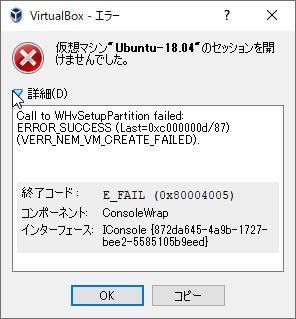 VirtualBox - エラー
仮想マシン"Ubuntu-18.04"のセッションを開
けませんでした。
詳細(D)
Call to WHvSetupPartition failed:
ERROR_SUCCESS (Last=0xc000000d/87)
(VERR_NEM_VM_CREATE_FAILED).
終了コード : E_FAIL (0x80004005)
コンポーネント: ConsoleWrap
インターフェース: IConsole {872da645-4a9b-1727-
bee2-5585105b9eed}
OK
コピー